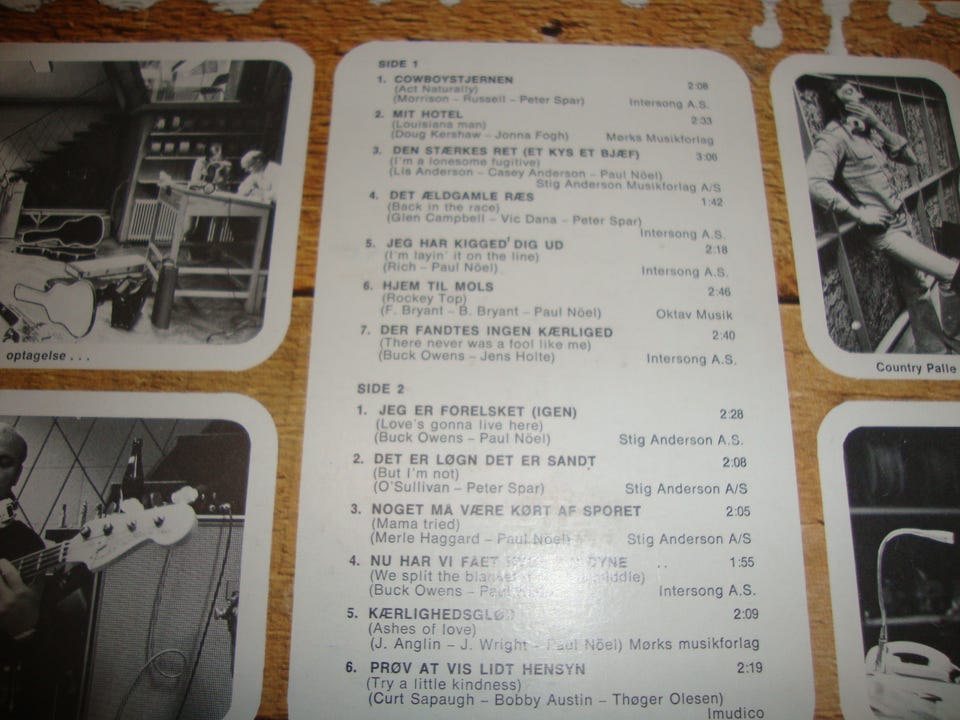 SIDE 1
1. COWBOYSTJERNEN 2:08
(Act Naturally)
(Morrison – Russell – Peter Spar) Intersong A.S.
2. MIT HOTEL 2:33
(Louisiana man)
(Doug Kershaw – Jonna Fogh) Mørks Musikforlag
3. DEN STÆRKES RET (ET KYS ET BJÆF) 3:06
(I'm a lonesome fugitive)
(Lis Anderson – Casey Anderson – Paul Nöel)
Stig Anderson Musikforlag A/S
4. DET ÆLDGAMLE RÆS 1:42
(Back in the race)
(Glen Campbell – Vic Dana – Peter Spar)
Intersong A.S.
5. JEG HAR KIGGED' DIG UD 2:18
(I'm layin' it on the line)
(Rich – Paul Nöel) Intersong A.S.
6. HJEM TIL MOLS 2:46
(Rockey Top)
(F. Bryant – B. Bryant – Paul Nöel) Oktav Musik
7. DER FANDTES INGEN KÆRLIGED 2:40
(There never was a fool like me)
(Buck Owens – Jens Holte) Intersong A.S.
SIDE 2
1. JEG ER FORELSKET (IGEN) 2:28
(Love's gonna live here)
(Buck Owens – Paul Nöel) Stig Anderson A.S.
2. DET ER LØGN DET ER SANDT 2:08
(But I'm not)
(O'Sullivan – Peter Spar) Stig Anderson A/S
3. NOGET MÅ VÆRE KØRT AF SPORET 2:05
(Mama tried)
(Merle Haggard – Paul Nöel) Stig Anderson A/S
4. NU HAR VI FÅET DYNE 1:55
(We split the middle)
(Buck Owens – Intersong A.S.
5. KÆRLIGHEDSGLØD 2:09
(Ashes of love)
(J. Anglin – J. Wright – Paul Nöel) Mørks musikforlag
6. PRØV AT VIS LIDT HENSYN 2:19
(Try a little kindness)
(Curt Sapaugh – Bobby Austin – Thøger Olesen)
Imudico
optagelse . . .
Country Palle